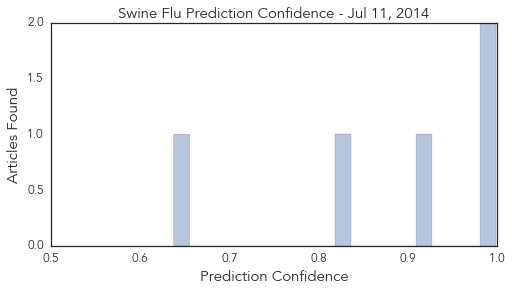 Swine Flu Prediction Confidence - Jul 11, 2014
2.0
1.5
1.0
0.5
0.0
Articles Found
0.5 0.6 0.7 0.8 0.9 1.0
Prediction Confidence